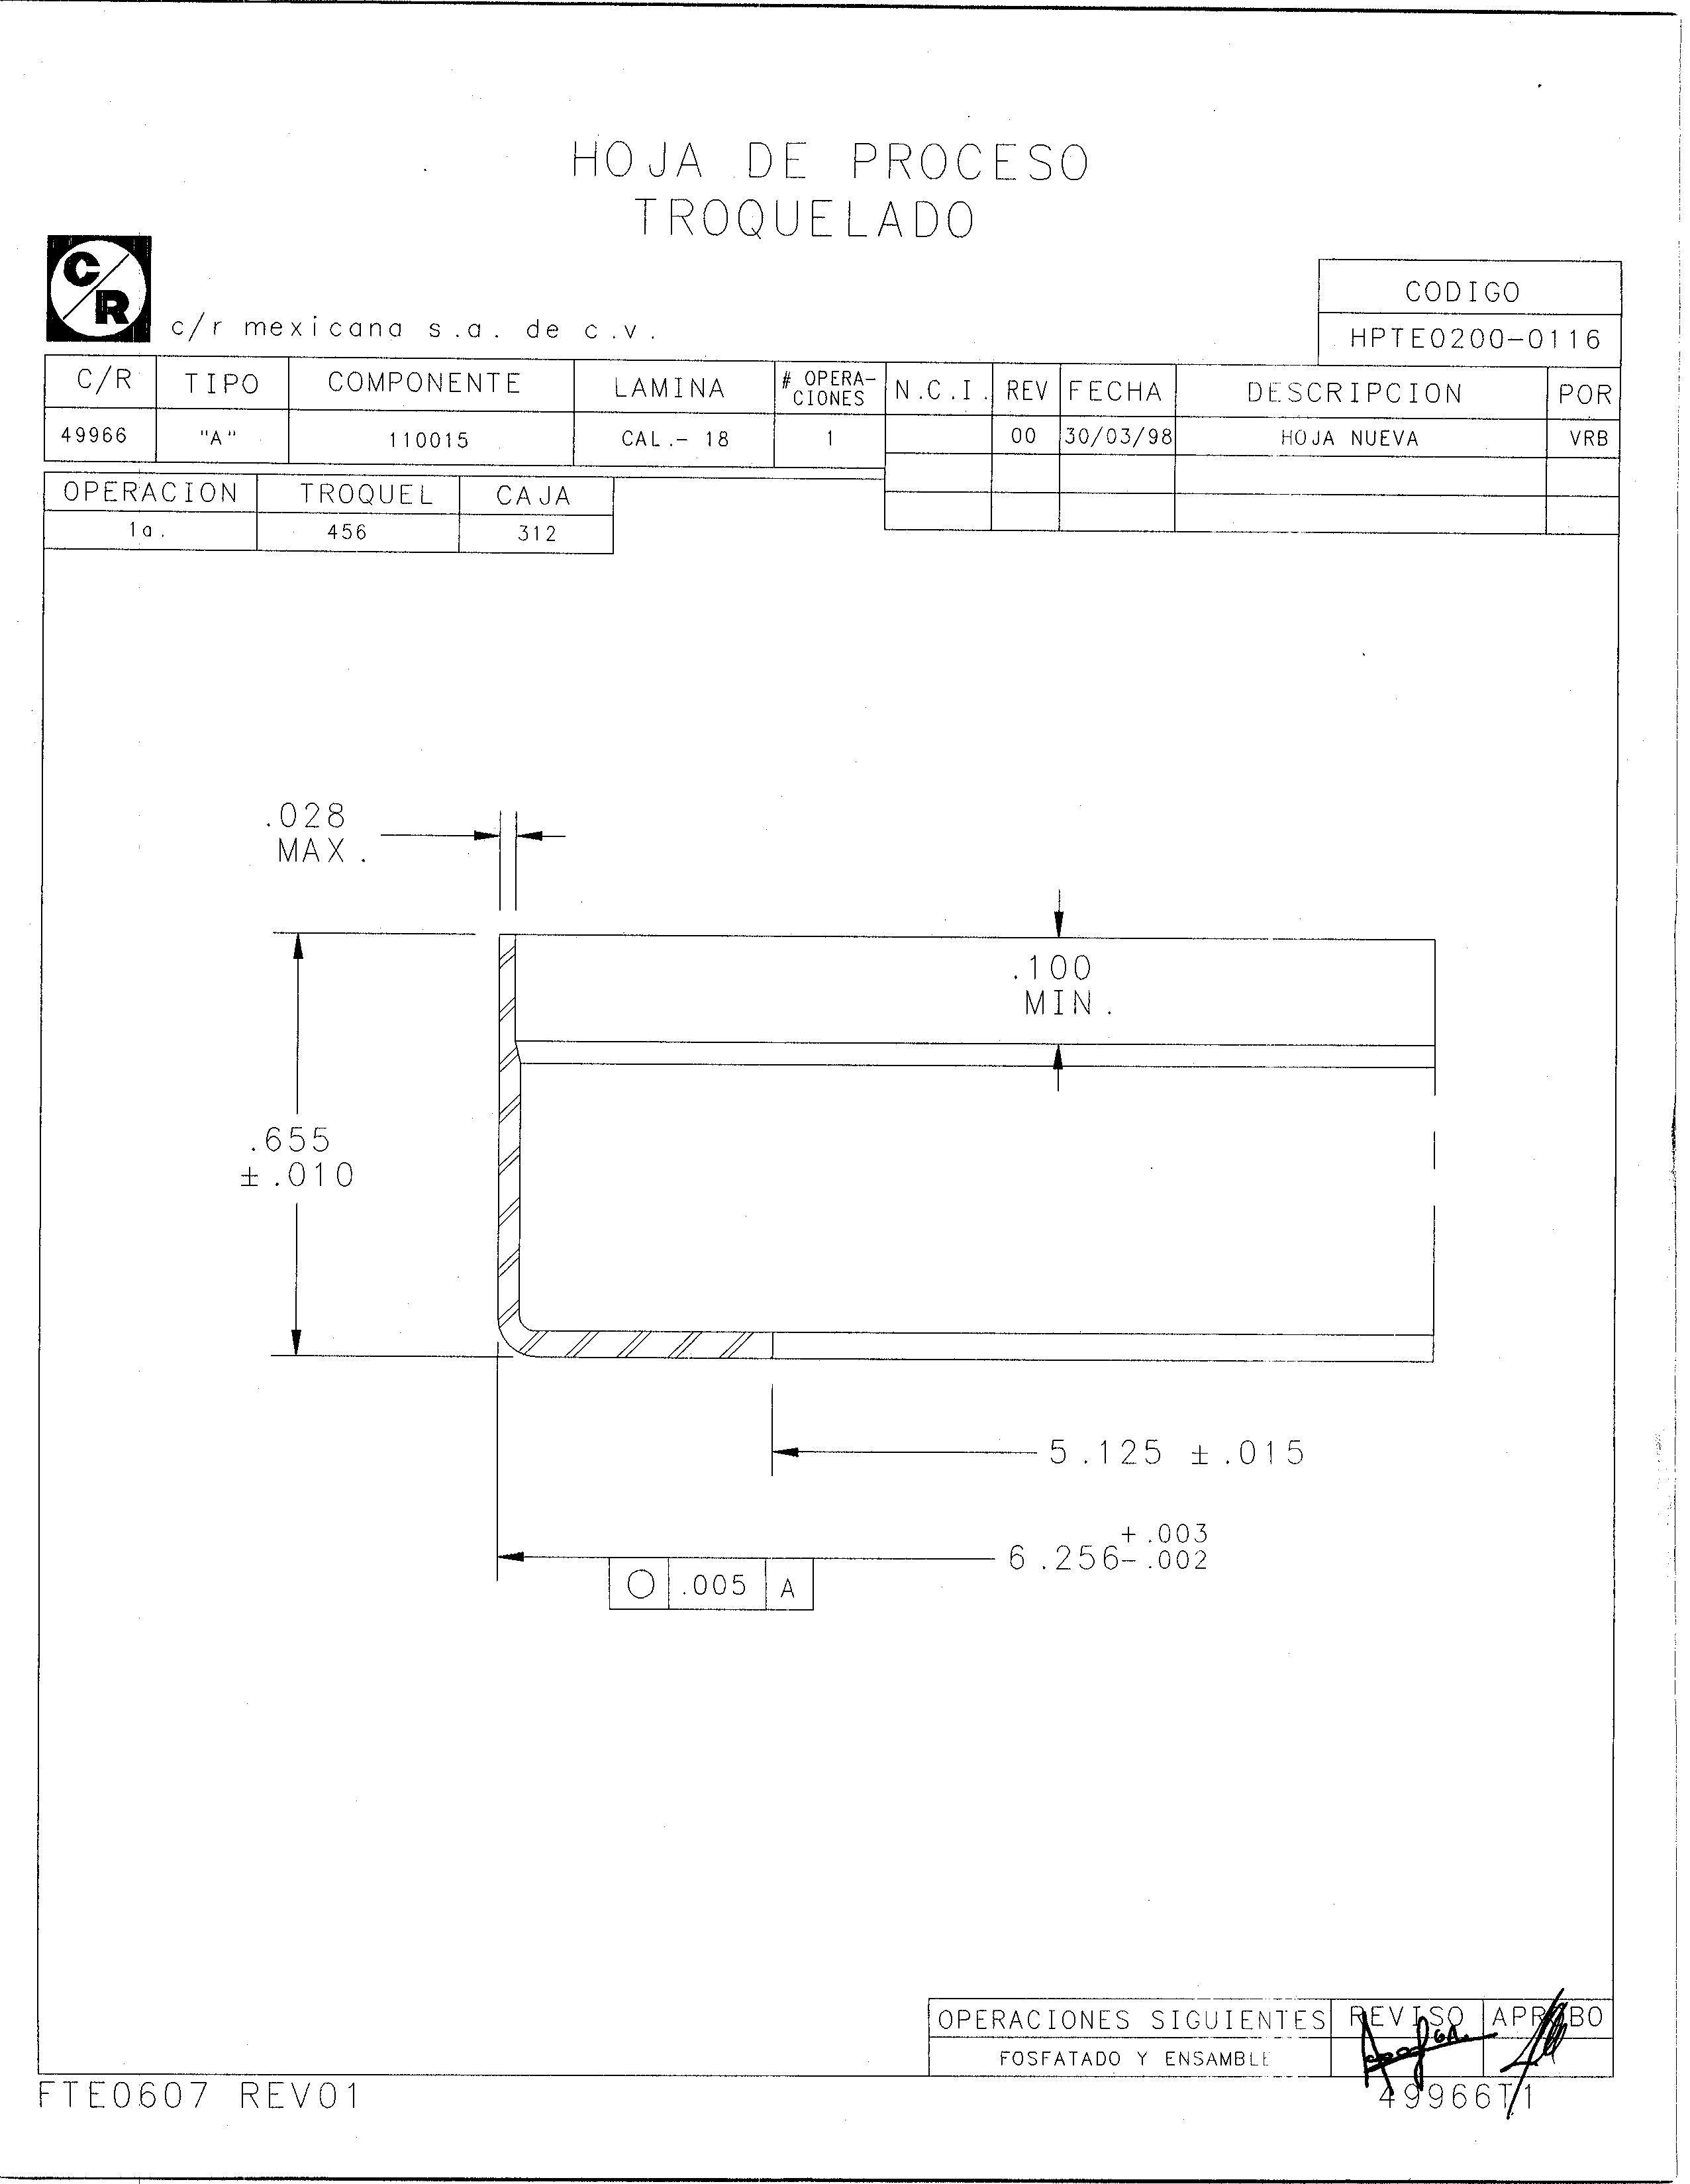 HOJA DE PROCESO
TROQUELADO
C/R
c/r mexicana s.a. de c.v.
CODIGO
HPTE0200-0116
C/R TIPO COMPONENTE LAMINA # OPERA-CIONES N.C.I. REV FECHA DESCRIPCION POR
49966 "A" 110015 CAL.- 18 1 00 30/03/98 HOJA NUEVA VRB
OPERACION TROQUEL CAJA
1a. 456 312
.028
MAX.
.100
MIN.
.655
±.010
5.125 ±.015
6.256 +.003 -.002
○ .005 A
OPERACIONES SIGUIENTES REVISO APROBO
FOSFATADO Y ENSAMBLE
FTE0607 REV01
49966T/1